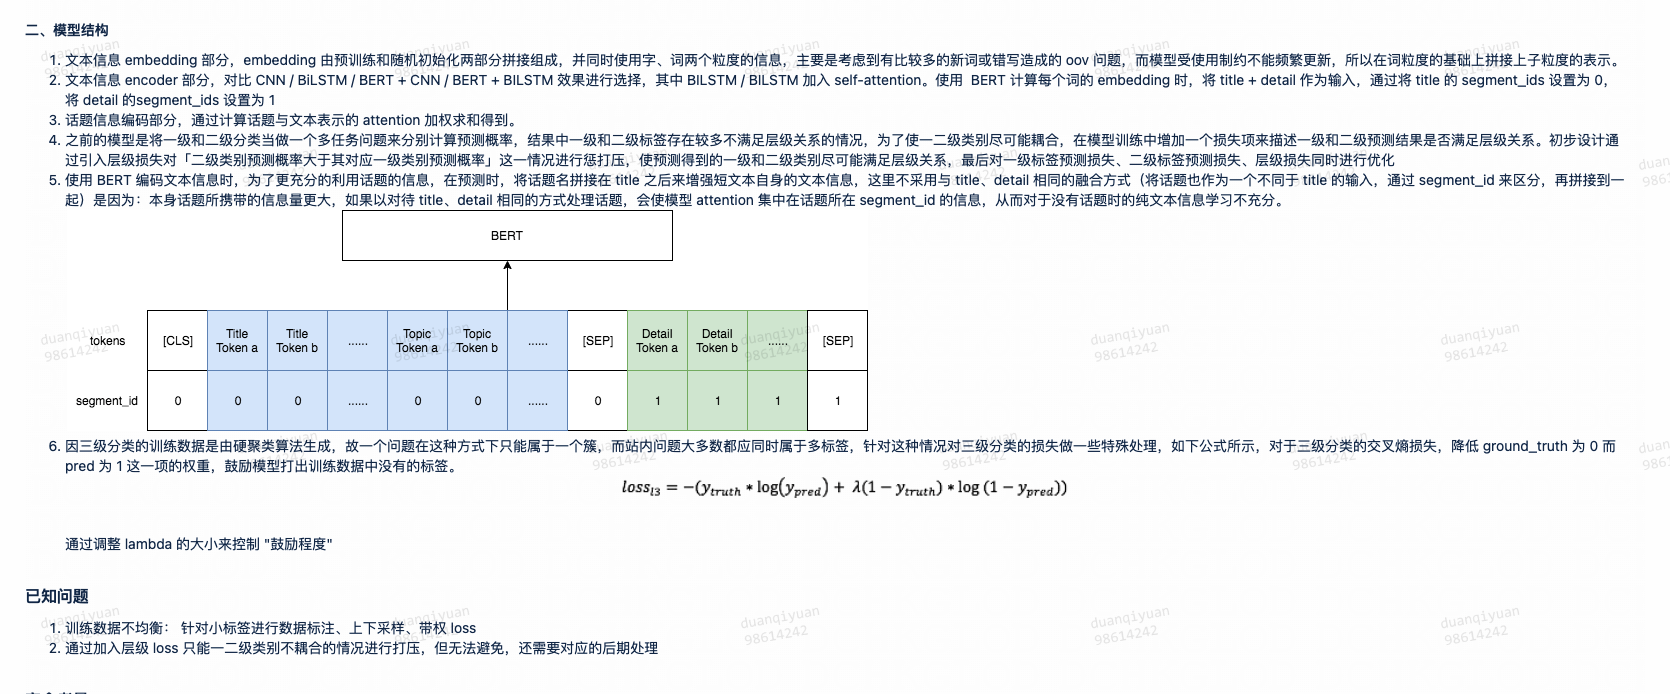 二、模型结构
1. 文本信息 embedding 部分，embedding 由预训练和随机初始化两部分拼接组成，并同时使用字、词两个粒度的信息，主要是考虑到有比较多的新词或错写造成的 oov 问题，而模型受使用制约不能频繁更新，所以在词粒度的基础上拼接上子粒度的表示。
2. 文本信息 encoder 部分，对比 CNN / BiLSTM / BERT + CNN / BERT + BILSTM 效果进行选择，其中 BILSTM / BILSTM 加入 self-attention。使用 BERT 计算每个词的 embedding 时，将 title + detail 作为输入，通过将 title 的 segment_ids 设置为 0，
将 detail 的segment_ids 设置为 1
3. 话题信息编码部分，通过计算话题与文本表示的 attention 加权求和得到。
4. 之前的模型是将一级和二级分类当做一个多任务问题来分别计算预测概率，结果中一级和二级标签存在较多不满足层级关系的情况，为了使一二级类别尽可能耦合，在模型训练中增加一个损失项来描述一级和二级预测结果是否满足层级关系。初步设计通
过引入层级损失对「二级类别预测概率大于其对应一级类别预测概率」这一情况进行惩打压，使预测得到的一级和二级类别尽可能满足层级关系，最后对一级标签预测损失、二级标签预测损失、层级损失同时进行优化
5. 使用 BERT 编码文本信息时，为了更充分的利用话题的信息，在预测时，将话题名拼接在 title 之后来增强短文本自身的文本信息，这里不采用与 title、detail 相同的融合方式（将话题也作为一个不同于 title 的输入，通过 segment_id 来区分，再拼接到一
起）是因为：本身话题所携带的信息量更大，如果以对待 title、detail 相同的方式处理话题，会使模型 attention 集中在话题所在 segment_id 的信息，从而对于没有话题时的纯文本信息学习不充分。
BERT
tokens [CLS] Title Token a Title Token b ...... Topic Token a Topic Token b ...... [SEP] Detail Token a Detail Token b ...... [SEP]
segment_id 0 0 0 ...... 0 0 ...... 0 1 1 1 1
6. 因三级分类的训练数据是由硬聚类算法生成，故一个问题在这种方式下只能属于一个簇，而站内问题大多数都应同时属于多标签，针对这种情况对三级分类的损失做一些特殊处理，如下公式所示，对于三级分类的交叉熵损失，降低 ground_truth 为 0 而
pred 为 1 这一项的权重，鼓励模型打出训练数据中没有的标签。
loss_{l3} = −(y_{truth} * log(y_{pred}) + λ(1 − y_{truth}) * log (1 − y_{pred}))
通过调整 lambda 的大小来控制 "鼓励程度"
已知问题
1. 训练数据不均衡： 针对小标签进行数据标注、上下采样、带权 loss
2. 通过加入层级 loss 只能一二级类别不耦合的情况进行打压，但无法避免，还需要对应的后期处理
duanqiyuan
98614242